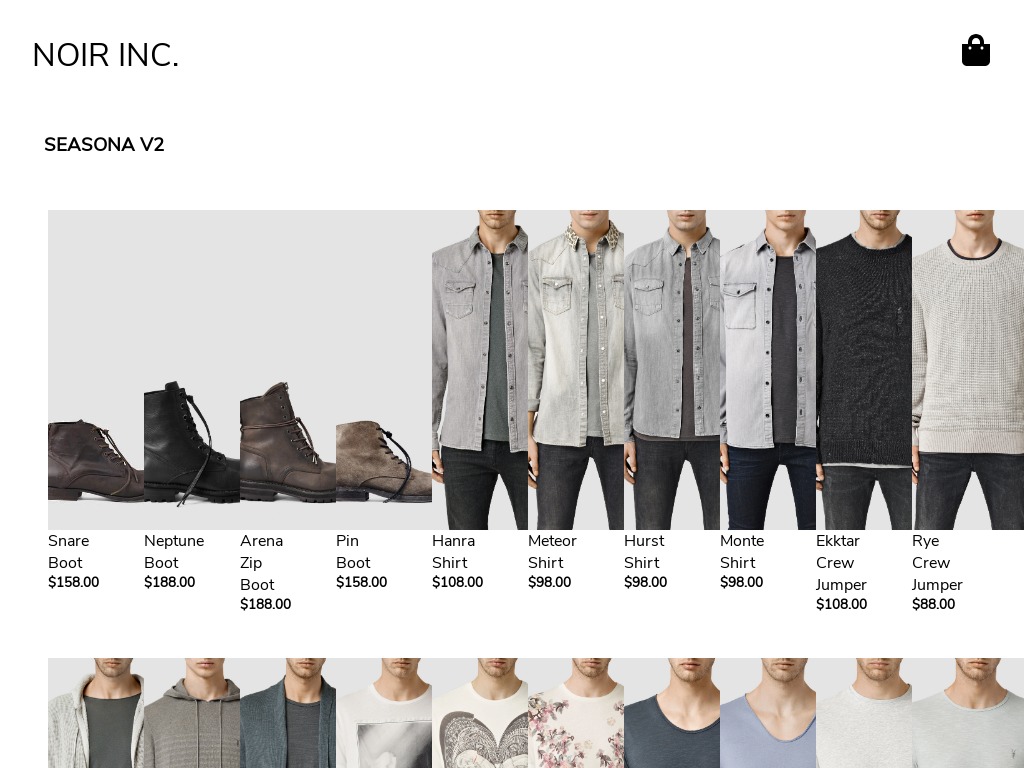 NOIR INC.
SEASONA V2
Snare Boot
$158.00
Neptune Boot
$188.00
Arena Zip Boot
$188.00
Pin Boot
$158.00
Hanra Shirt
$108.00
Meteor Shirt
$98.00
Hurst Shirt
$98.00
Monte Shirt
$98.00
Ekktar Crew Jumper
$108.00
Rye Crew Jumper
$88.00